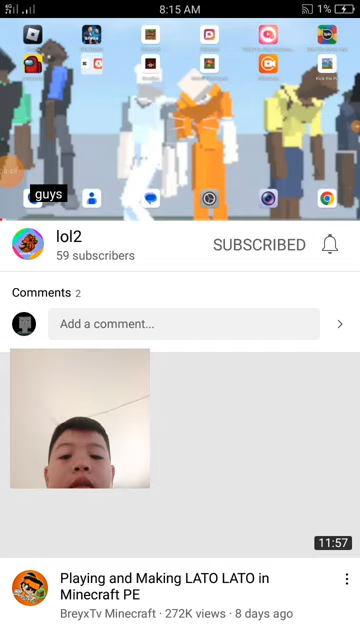 8:15 AM
1%
guys
lol2
59 subscribers
SUBSCRIBED
Comments 2
Add a comment...
11:57
Playing and Making LATO LATO in
Minecraft PE
BreyxTv Minecraft · 272K views · 8 days ago